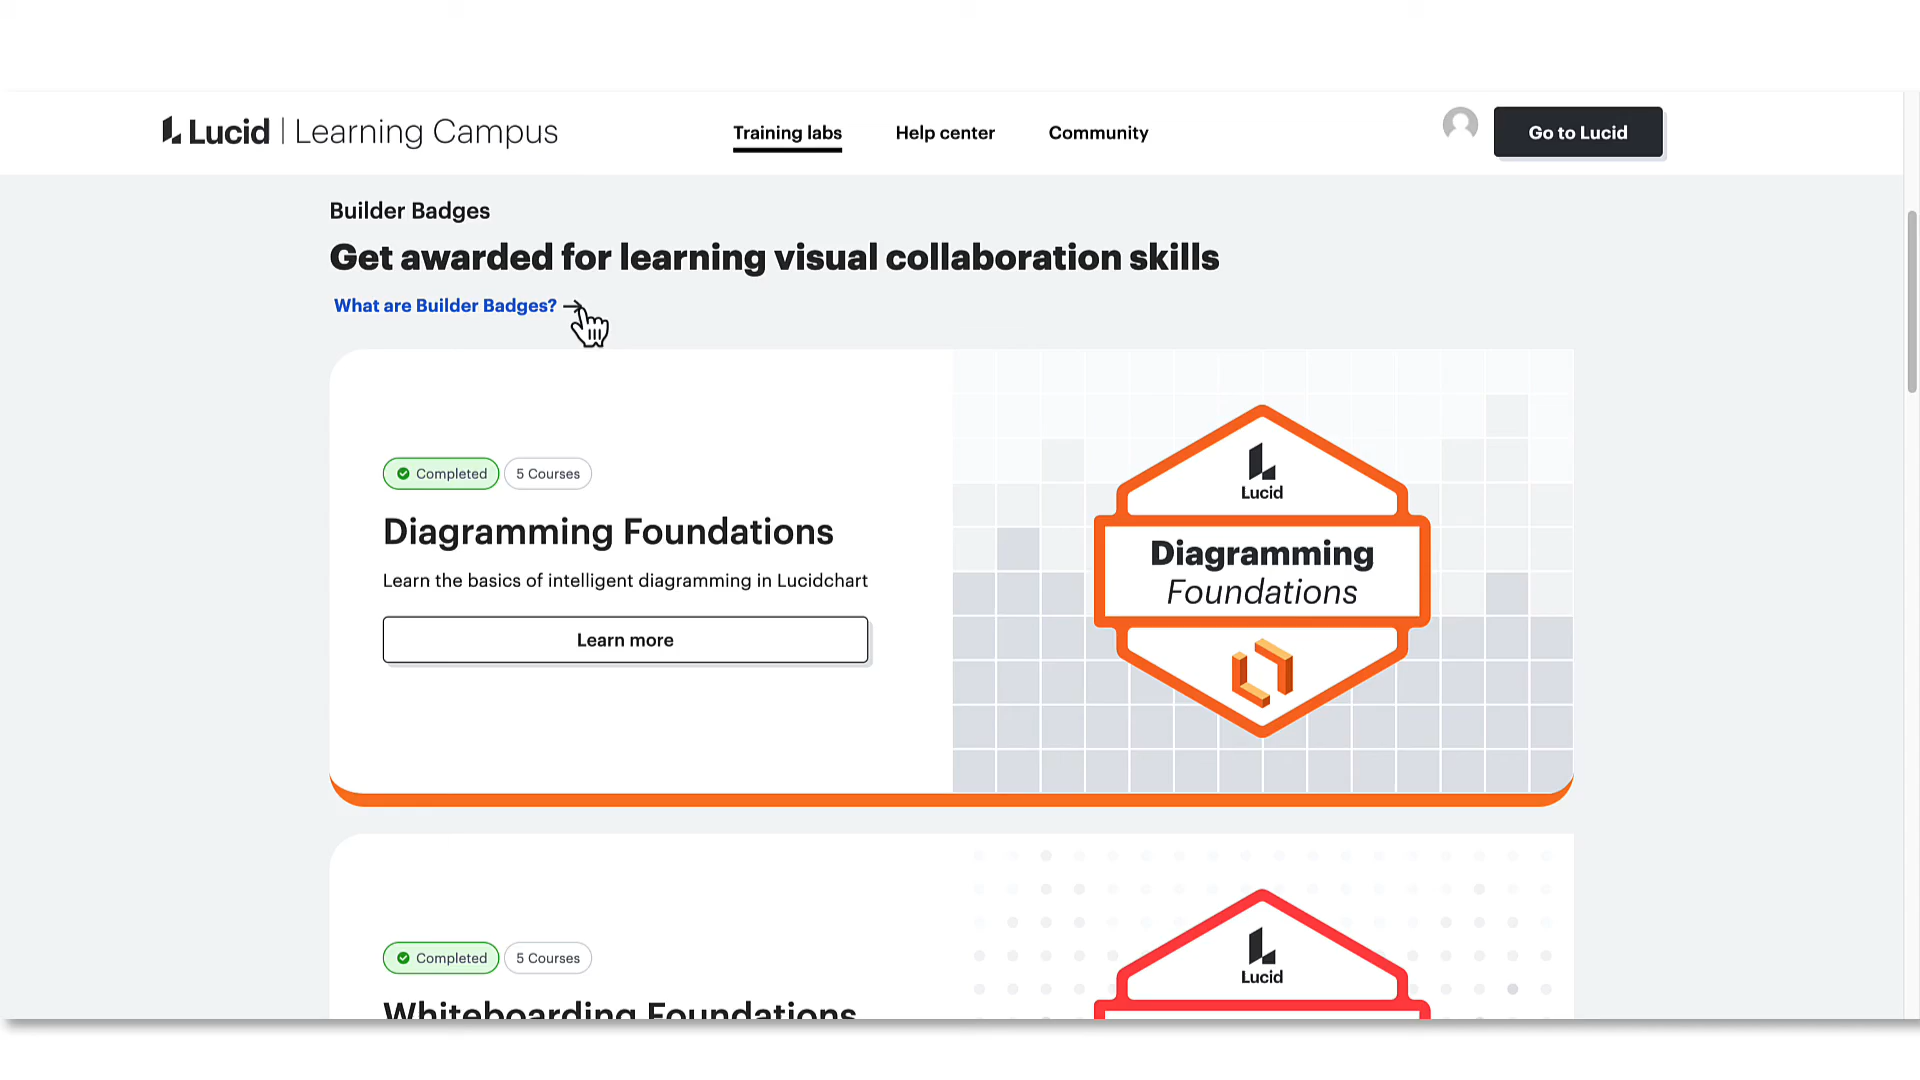 Lucid | Learning Campus
Training labs
Help center
Community
Go to Lucid
Builder Badges
Get awarded for learning visual collaboration skills
What are Builder Badges? →
Completed
5 Courses
Diagramming Foundations
Learn the basics of intelligent diagramming in Lucidchart
Learn more
Lucid
Diagramming
Foundations
Completed
5 Courses
Whiteboarding Foundations
Lucid